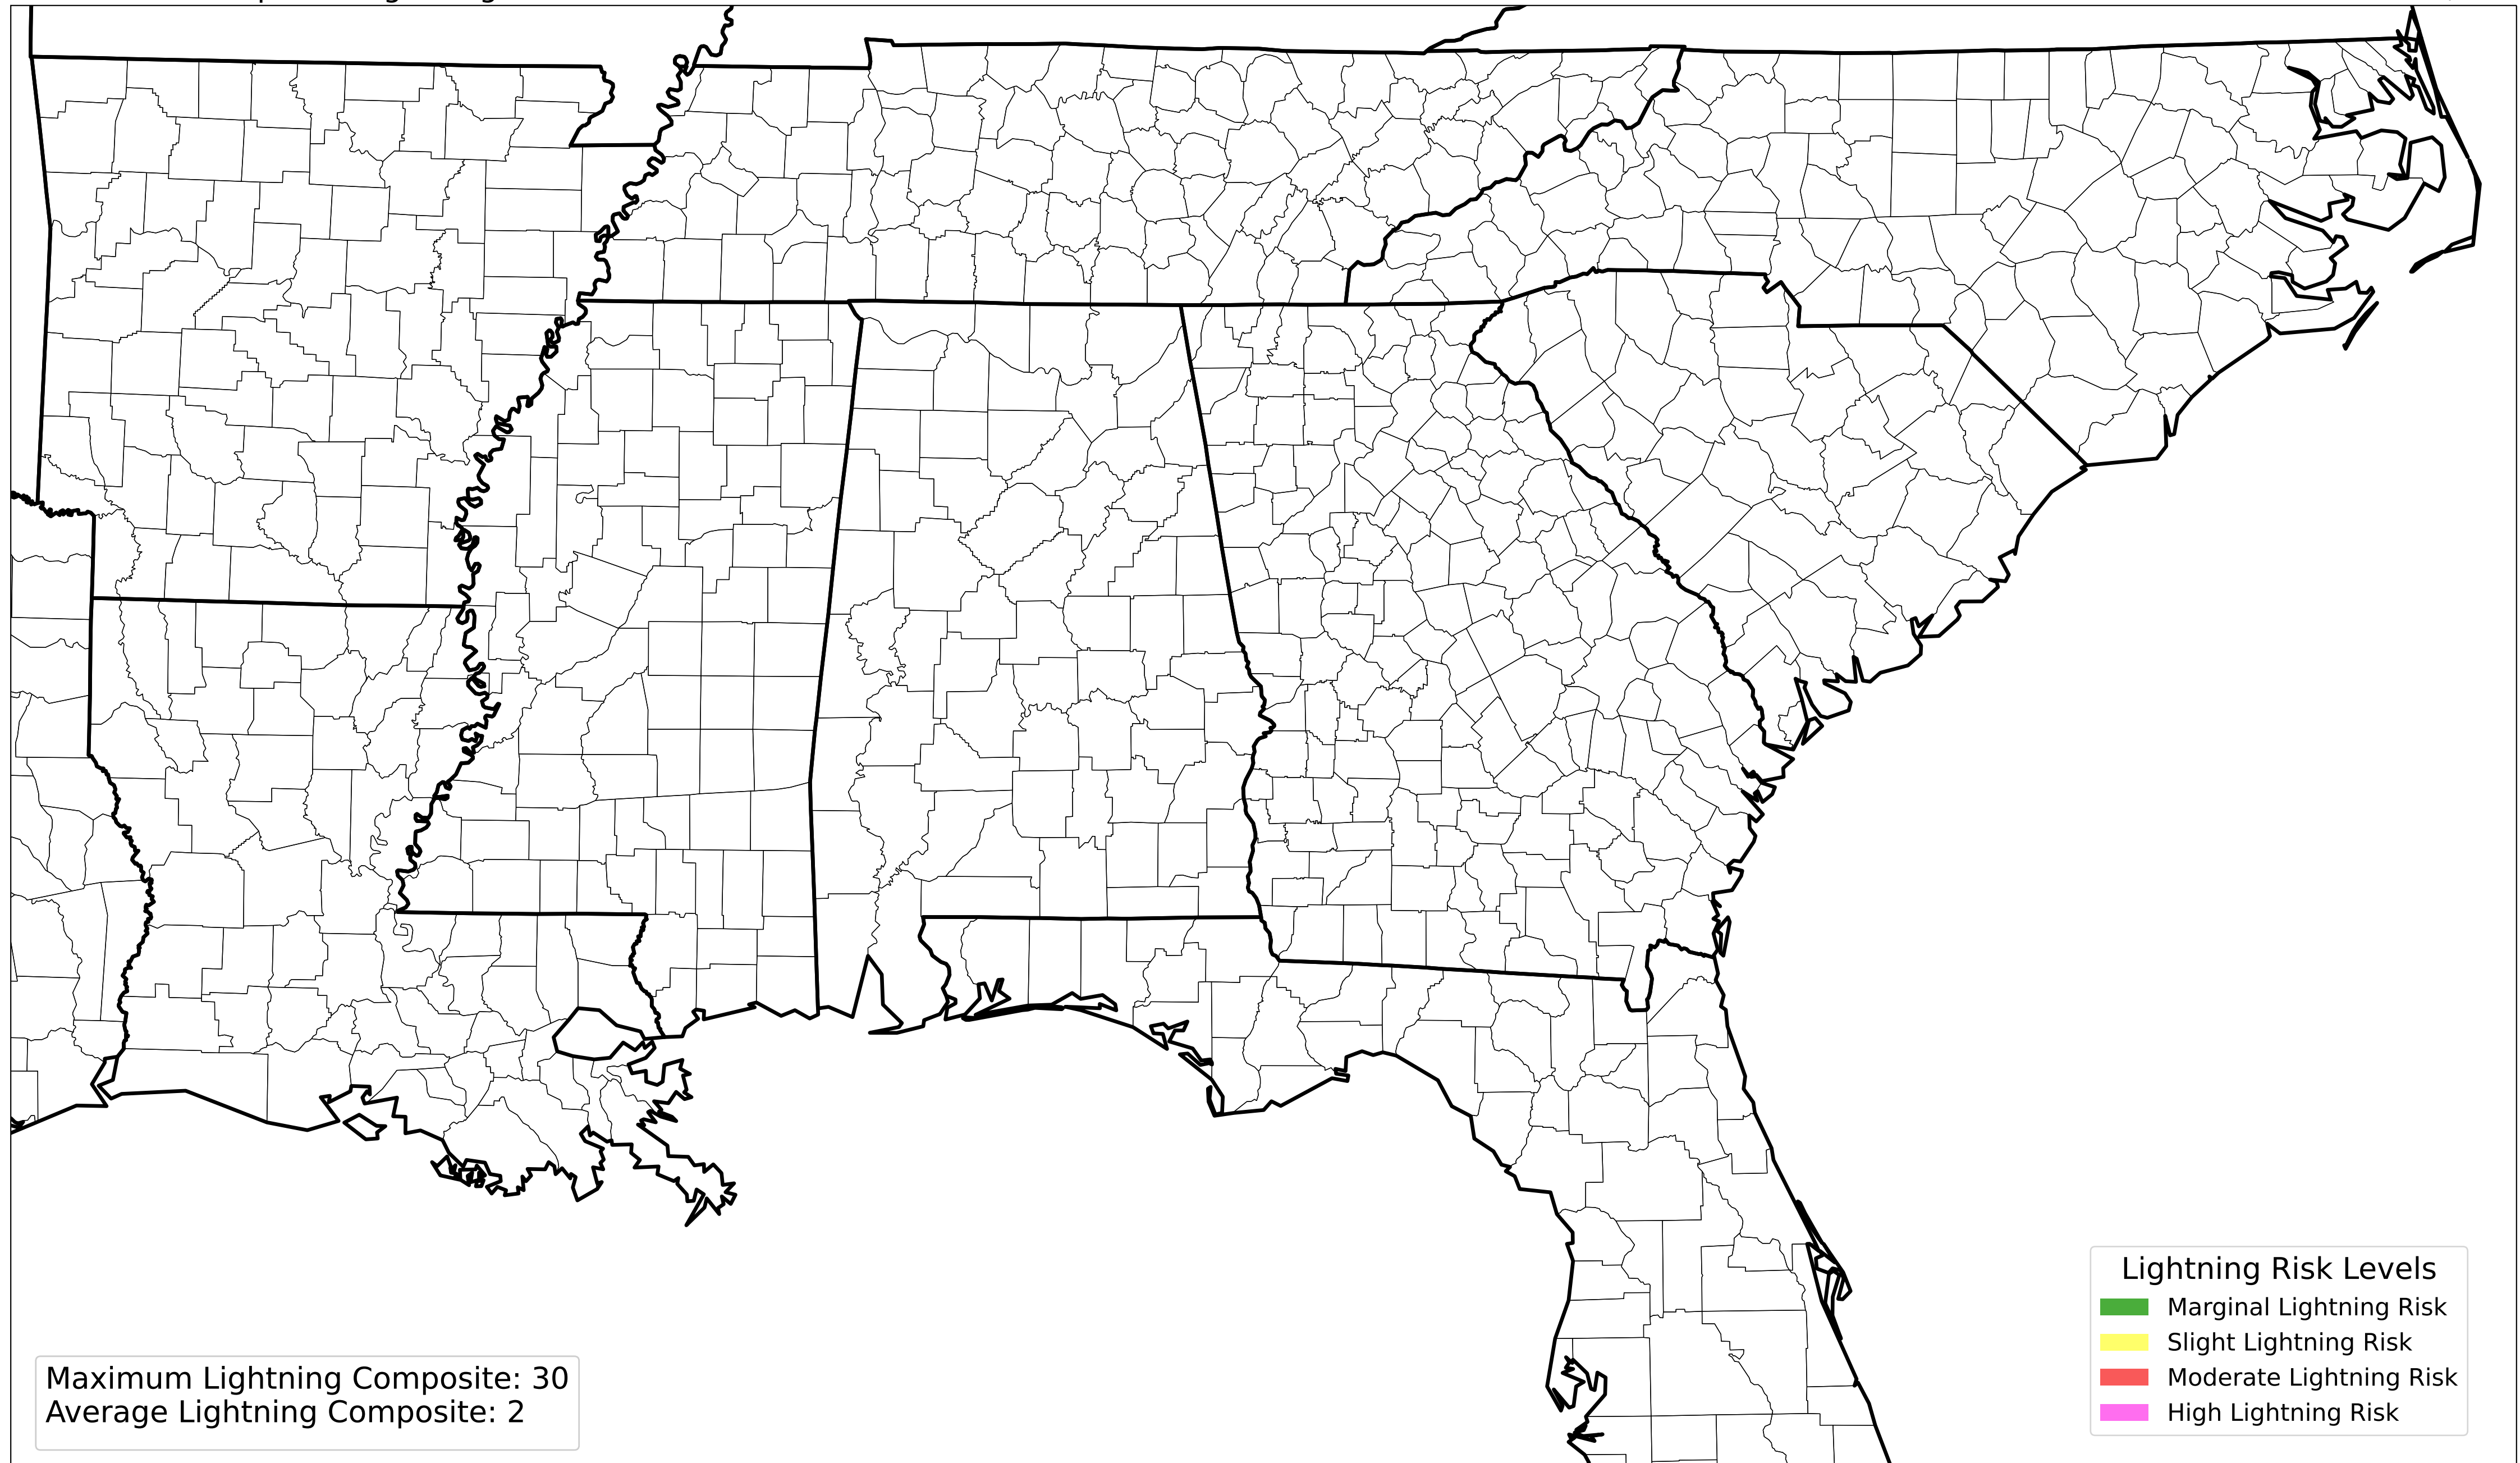 Maximum Lightning Composite: 30
Average Lightning Composite: 2
Lightning Risk Levels
Marginal Lightning Risk
Slight Lightning Risk
Moderate Lightning Risk
High Lightning Risk